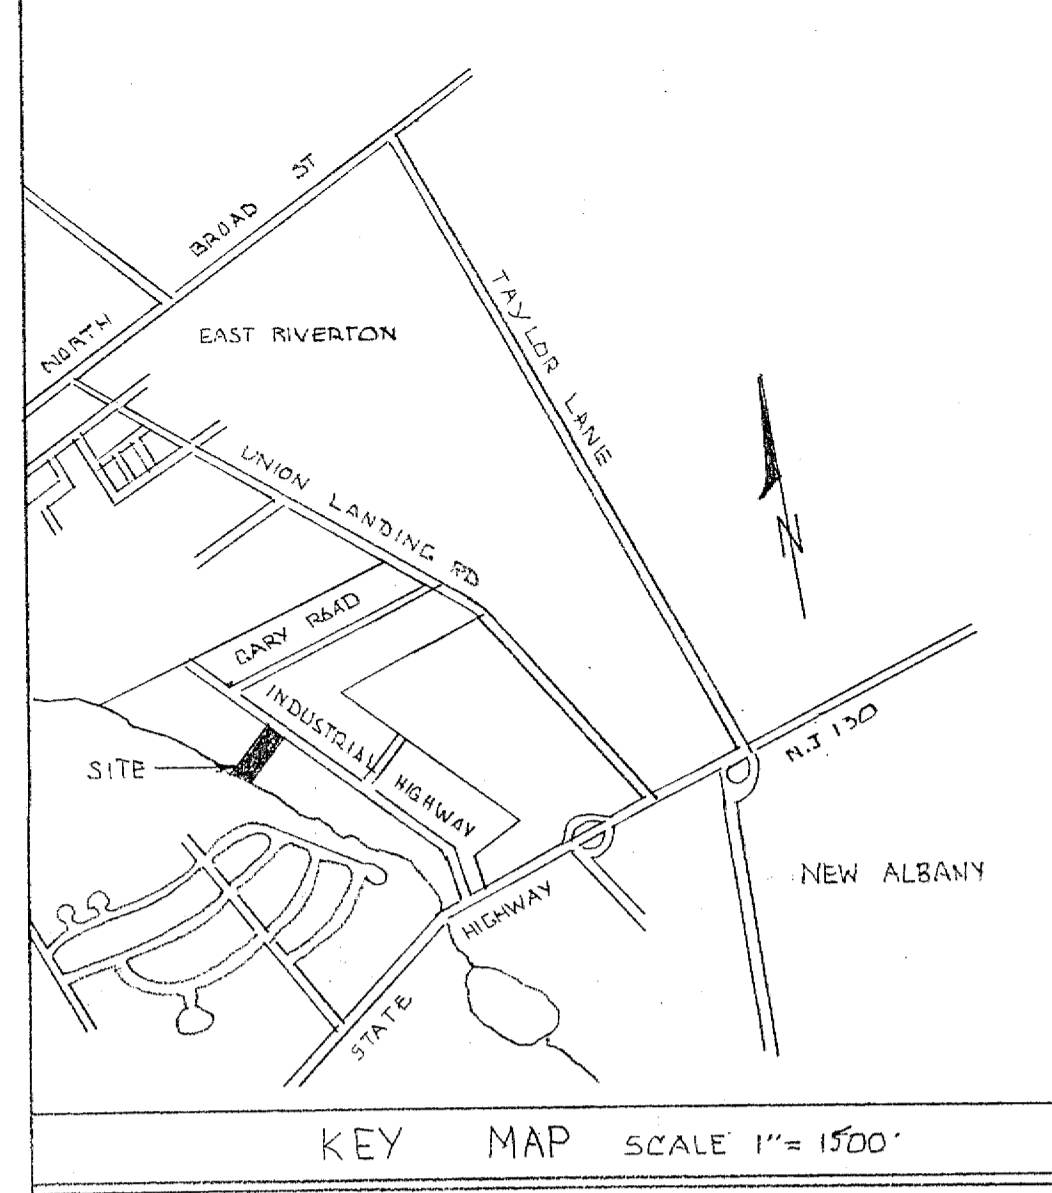 NORTH BROAD ST
EAST RIVERTON
TAYLOR LANE
UNION LANDING RD
N
GARY ROAD
INDUSTRIAL HIGHWAY
SITE
STATE HIGHWAY N.J 130
NEW ALBANY
KEY MAP SCALE 1"= 1500'